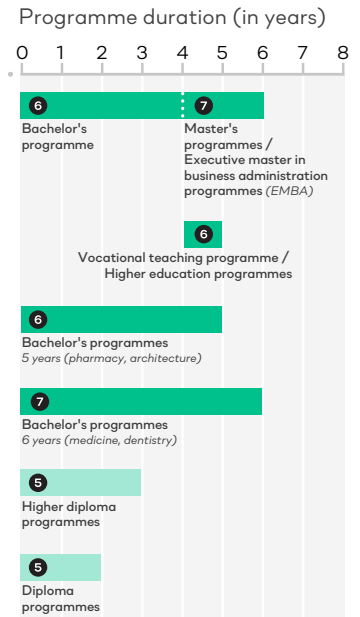 Programme duration (in years)
0 1 2 3 4 5 6 7 8
6 7
Bachelor's
programme
Master's
programmes /
Executive master in
business administration
programmes (EMBA)
6
Vocational teaching programme /
Higher education programmes
6
Bachelor's programmes
5 years (pharmacy, architecture)
7
Bachelor's programmes
6 years (medicine, dentistry)
5
Higher diploma
programmes
5
Diploma
programmes